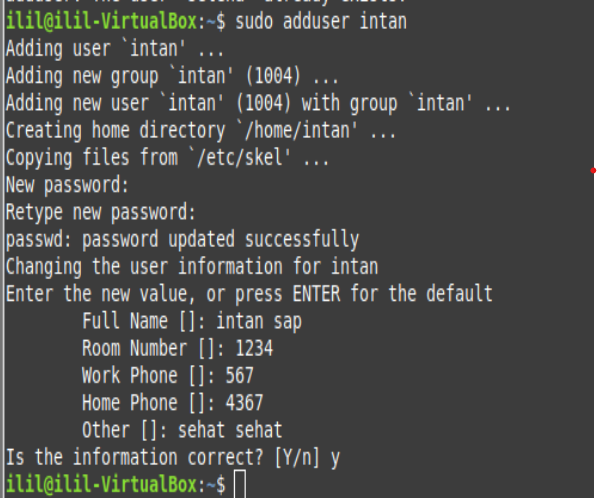 ilil@ilil-VirtualBox:~$ sudo adduser intan
Adding user `intan' ...
Adding new group `intan' (1004) ...
Adding new user `intan' (1004) with group `intan' ...
Creating home directory `/home/intan' ...
Copying files from `/etc/skel' ...
New password:
Retype new password:
passwd: password updated successfully
Changing the user information for intan
Enter the new value, or press ENTER for the default
Full Name []: intan sap
Room Number []: 1234
Work Phone []: 567
Home Phone []: 4367
Other []: sehat sehat
Is the information correct? [Y/n] y
ilil@ilil-VirtualBox:~$